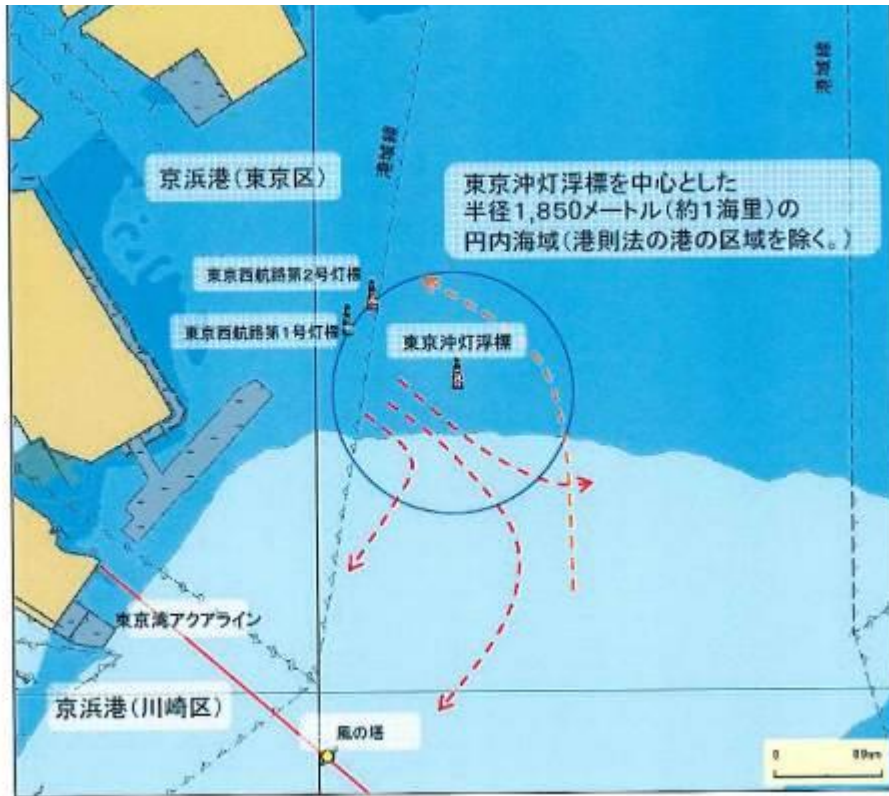 港域線
港域線
京浜港(東京区)
東京沖灯浮標を中心とした
半径1,850メートル(約1海里)の
円内海域(港則法の港の区域を除く。)
東京西航路第2号灯標
東京西航路第1号灯標
東京沖灯浮標
東京湾アクアライン
京浜港(川崎区)
風の塔
0